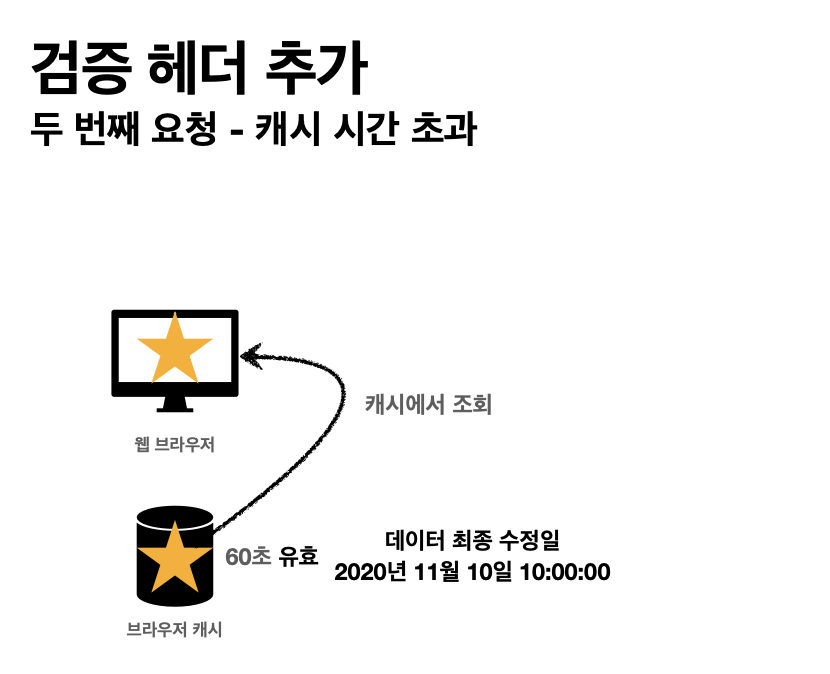 검증 헤더 추가
두 번째 요청 - 캐시 시간 초과
캐시에서 조회
웹 브라우저
60초 유효
데이터 최종 수정일
2020년 11월 10일 10:00:00
브라우저 캐시